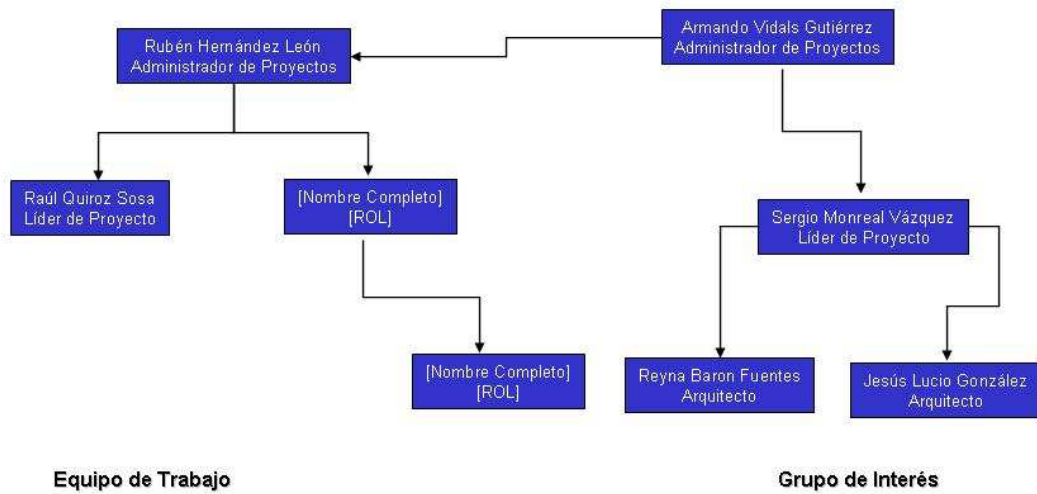 Rubén Hernández León
Administrador de Proyectos
Armando Vidals Gutiérrez
Administrador de Proyectos
Raúl Quiroz Sosa
Líder de Proyecto
[Nombre Completo]
[ROL]
Sergio Monreal Vázquez
Líder de Proyecto
[Nombre Completo]
[ROL]
Reyna Baron Fuentes
Arquitecto
Jesús Lucio González
Arquitecto
Equipo de Trabajo
Grupo de Interés